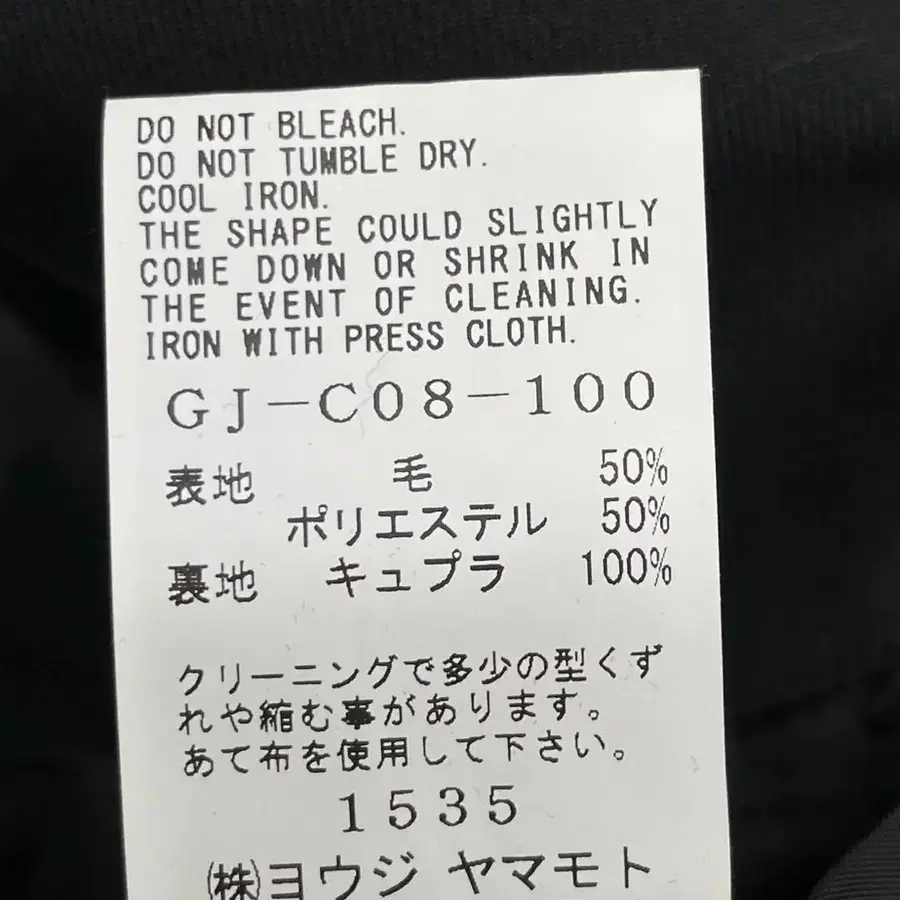 DO NOT BLEACH.
DO NOT TUMBLE DRY.
COOL IRON.
THE SHAPE COULD SLIGHTLY
COME DOWN OR SHRINK IN
THE EVENT OF CLEANING.
IRON WITH PRESS CLOTH.
GJ-C08-100
表地 毛 50%
ポリエステル 50%
裏地 キュプラ 100%
クリーニングで多少の型くず
れや縮む事があります。
あて布を使用して下さい。
1535
㈱ヨウジ ヤマモト